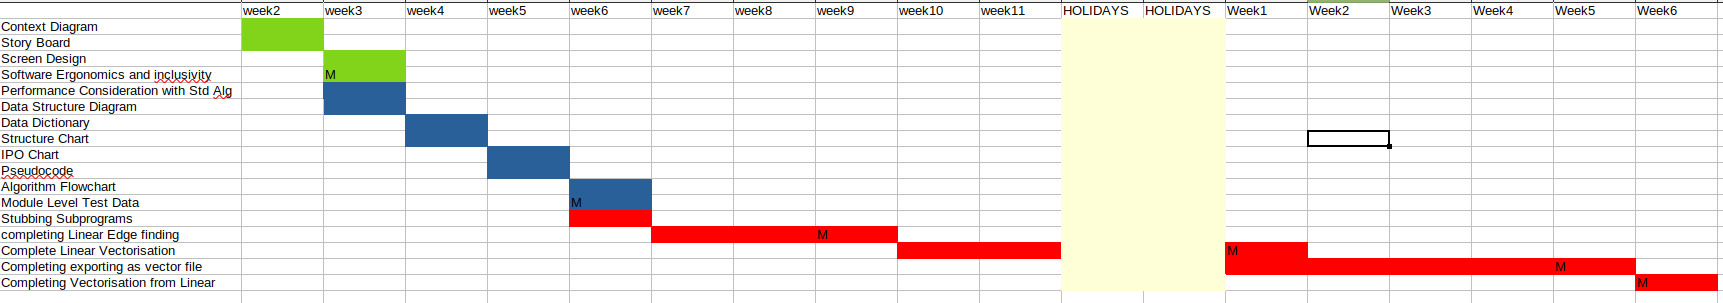 week2 week3 week4 week5 week6 week7 week8 week9 week10 week11 HOLIDAYS HOLIDAYS Week1 Week2 Week3 Week4 Week5 Week6
Context Diagram
Story Board
Screen Design
Software Ergonomics and inclusivity M
Performance Consideration with Std Alg
Data Structure Diagram
Data Dictionary
Structure Chart
IPO Chart
Pseudocode
Algorithm Flowchart
Module Level Test Data M
Stubbing Subprograms
completing Linear Edge finding M
Complete Linear Vectorisation M
Completing exporting as vector file M
Completing Vectorisation from Linear M